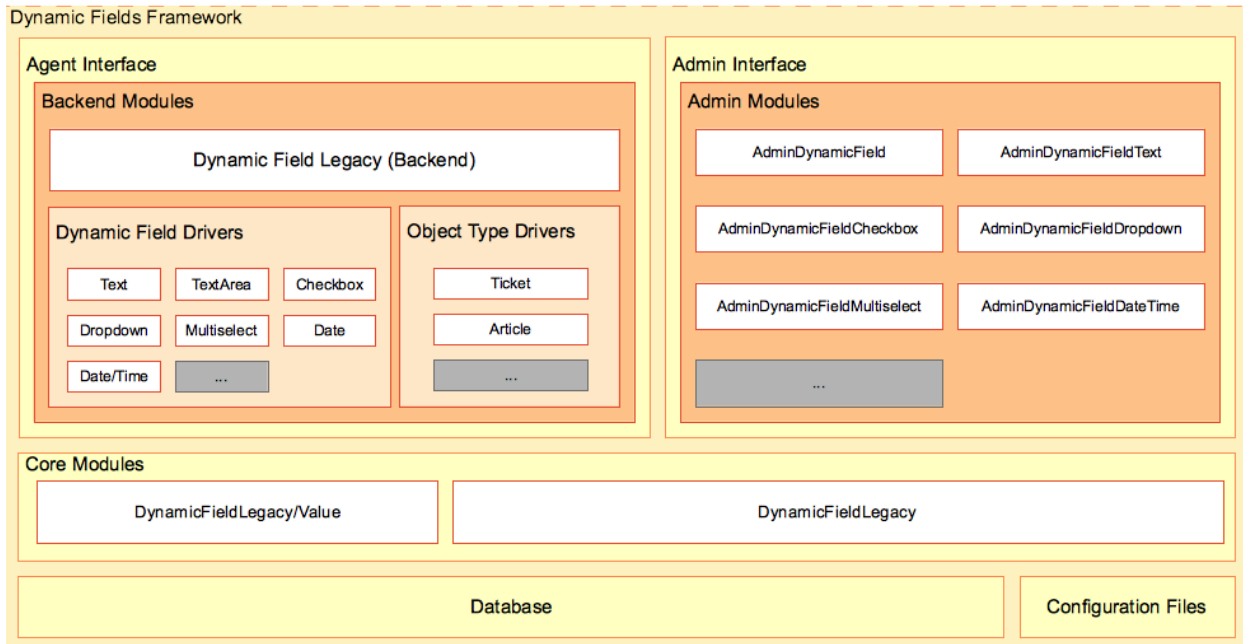 Dynamic Fields Framework
Agent Interface
Backend Modules
Dynamic Field Legacy (Backend)
Dynamic Field Drivers
Text
TextArea
Checkbox
Dropdown
Multiselect
Date
Date/Time
...
Object Type Drivers
Ticket
Article
...
Admin Interface
Admin Modules
AdminDynamicField
AdminDynamicFieldText
AdminDynamicFieldCheckbox
AdminDynamicFieldDropdown
AdminDynamicFieldMultiselect
AdminDynamicFieldDateTime
...
Core Modules
DynamicFieldLegacy/Value
DynamicFieldLegacy
Database
Configuration Files